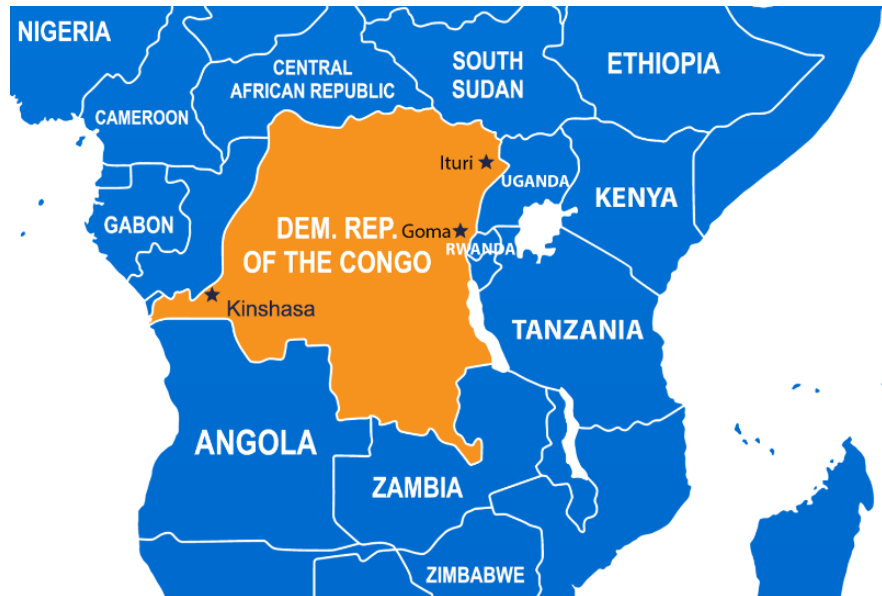 NIGERIA
CENTRAL
AFRICAN REPUBLIC
SOUTH
SUDAN
ETHIOPIA
CAMEROON
Ituri
UGANDA
KENYA
GABON
DEM. REP.
OF THE CONGO
Goma
RWANDA
Kinshasa
TANZANIA
ANGOLA
ZAMBIA
ZIMBABWE